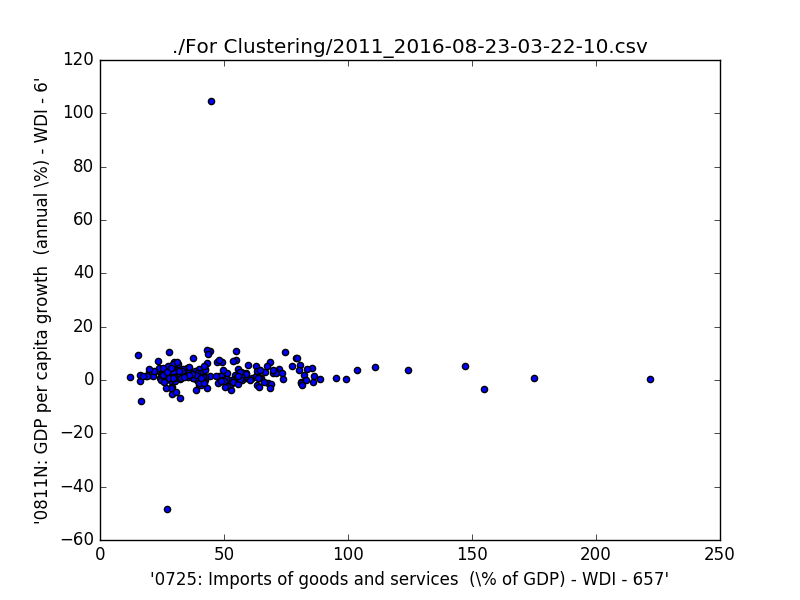 ./For Clustering/2011_2016-08-23-03-22-10.csv
120
100
80
60
40
20
0
−20
−40
−60
'0811N: GDP per capita growth  (annual \%) - WDI - 6'
0 50 100 150 200 250
'0725: Imports of goods and services  (\% of GDP) - WDI - 657'